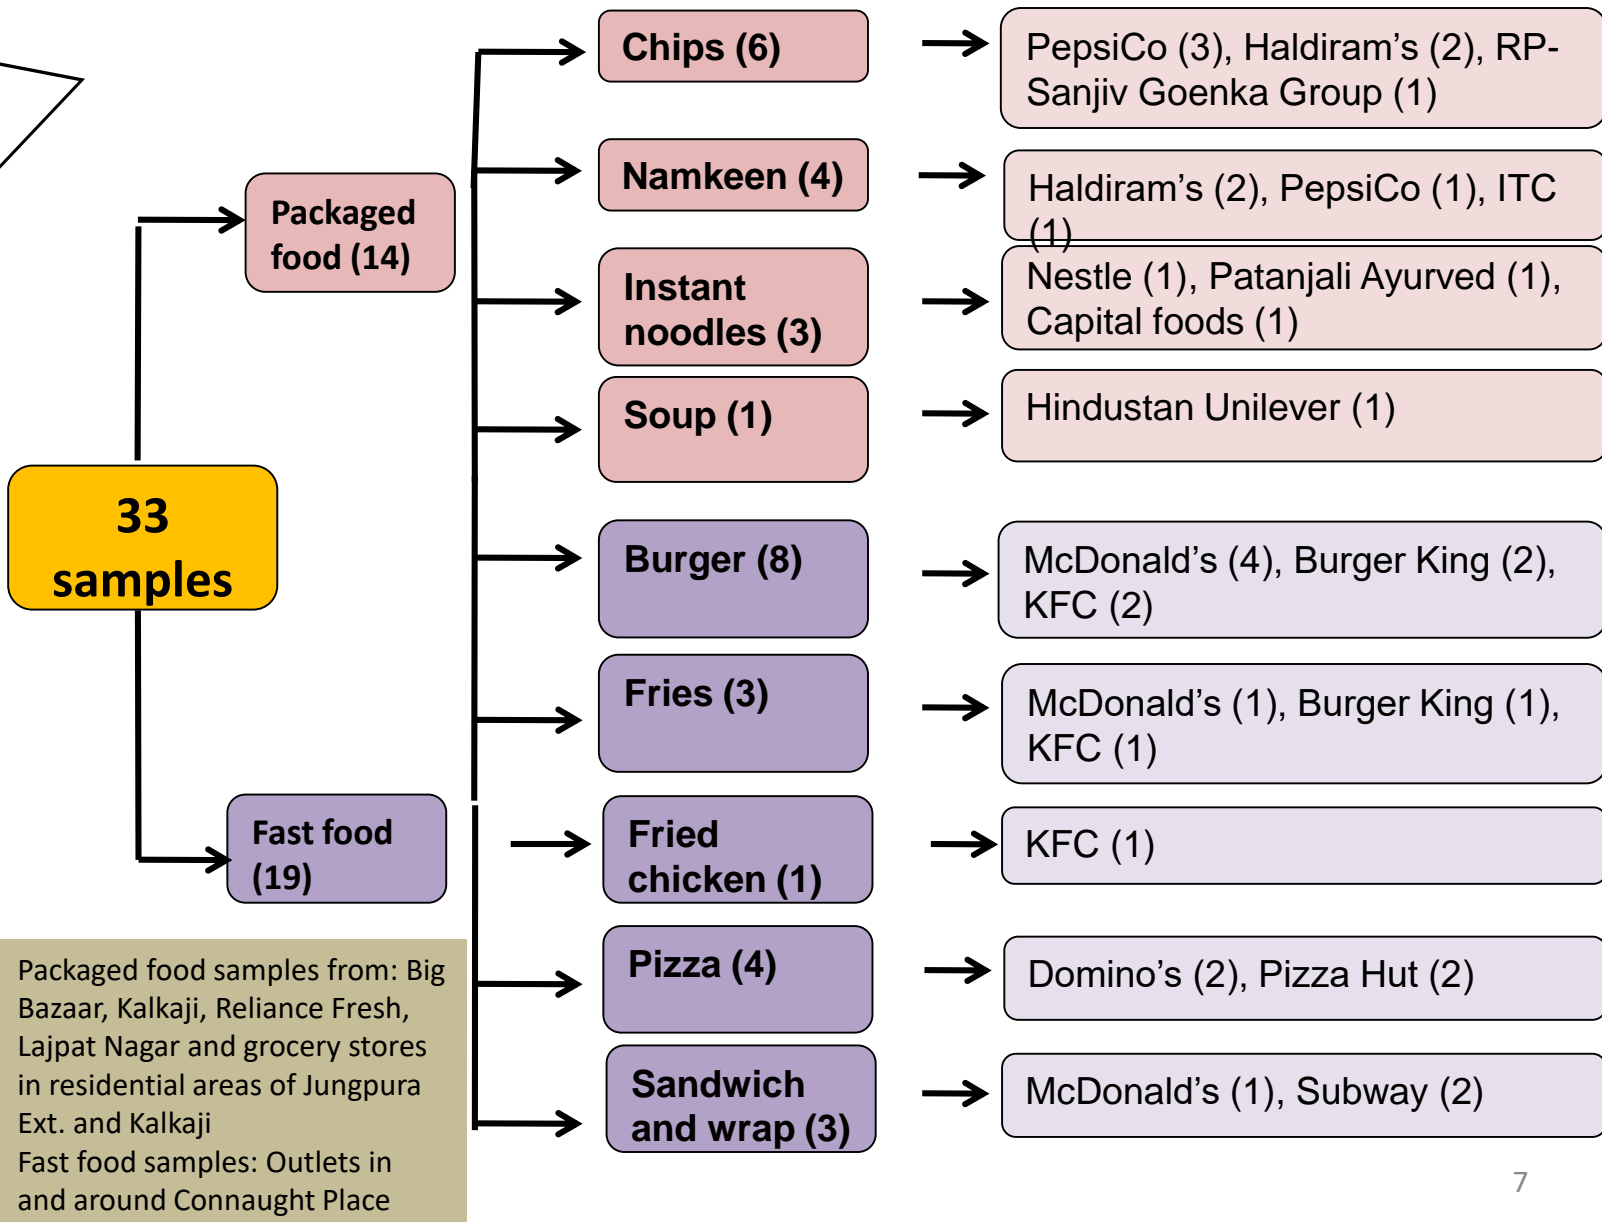 Chips (6)
PepsiCo (3), Haldiram’s (2), RP-
Sanjiv Goenka Group (1)
Namkeen (4)
Haldiram’s (2), PepsiCo (1), ITC
(1)
Packaged
food (14)
Instant
noodles (3)
Nestle (1), Patanjali Ayurved (1),
Capital foods (1)
Soup (1)
Hindustan Unilever (1)
33
samples
Burger (8)
McDonald’s (4), Burger King (2),
KFC (2)
Fries (3)
McDonald’s (1), Burger King (1),
KFC (1)
Fast food
(19)
Fried
chicken (1)
KFC (1)
Pizza (4)
Domino’s (2), Pizza Hut (2)
Sandwich
and wrap (3)
McDonald’s (1), Subway (2)
Packaged food samples from: Big
Bazaar, Kalkaji, Reliance Fresh,
Lajpat Nagar and grocery stores
in residential areas of Jungpura
Ext. and Kalkaji
Fast food samples: Outlets in
and around Connaught Place
7